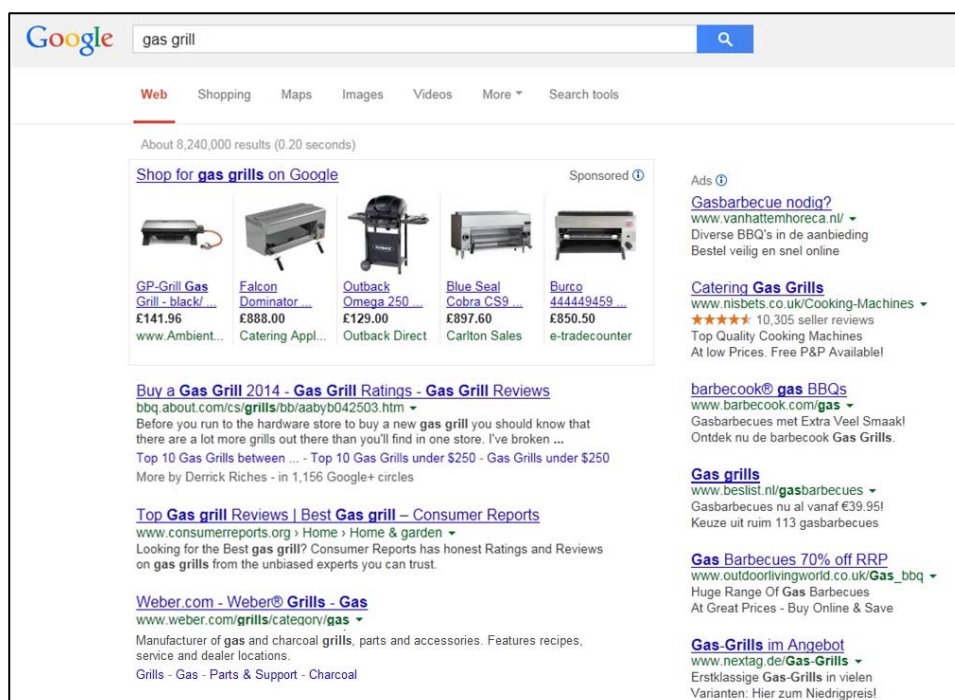 Google
gas grill
Web Shopping Maps Images Videos More Search tools
About 8,240,000 results (0.20 seconds)
Shop for gas grills on Google
Sponsored
GP-Grill Gas
Grill - black/ ...
£141.96
www.Ambient...
Falcon
Dominator ...
£888.00
Catering Appl...
Outback
Omega 250 ...
£129.00
Outback Direct
Blue Seal
Cobra CS9 ...
£897.60
Carlton Sales
Burco
444449459 ...
£850.50
e-tradecounter
Buy a Gas Grill 2014 - Gas Grill Ratings - Gas Grill Reviews
bbq.about.com/cs/grills/bb/aabyb042503.htm
Before you run to the hardware store to buy a new gas grill you should know that
there are a lot more grills out there than you'll find in one store. I've broken ...
Top 10 Gas Grills between ... - Top 10 Gas Grills under $250 - Gas Grills under $250
More by Derrick Riches - in 1,156 Google+ circles
Top Gas grill Reviews | Best Gas grill – Consumer Reports
www.consumerreports.org › Home › Home & garden
Looking for the Best gas grill? Consumer Reports has honest Ratings and Reviews
on gas grills from the unbiased experts you can trust.
Weber.com - Weber® Grills - Gas
www.weber.com/grills/category/gas
Manufacturer of gas and charcoal grills, parts and accessories. Features recipes,
service and dealer locations.
Grills - Gas - Parts & Support - Charcoal
Ads
Gasbarbecue nodig?
www.vanhattemhoreca.nl/
Diverse BBQ's in de aanbieding
Bestel veilig en snel online
Catering Gas Grills
www.nisbets.co.uk/Cooking-Machines
10,305 seller reviews
Top Quality Cooking Machines
At low Prices. Free P&P Available!
barbecook® gas BBQs
www.barbecook.com/gas
Gasbarbecues met Extra Veel Smaak!
Ontdek nu de barbecook Gas Grills.
Gas grills
www.beslist.nl/gasbarbecues
Gasbarbecues nu al vanaf €39.95!
Keuze uit ruim 113 gasbarbecues
Gas Barbecues 70% off RRP
www.outdoorlivingworld.co.uk/Gas_bbq
Huge Range Of Gas Barbecues
At Great Prices - Buy Online & Save
Gas-Grills im Angebot
www.nextag.de/Gas-Grills
Erstklassige Gas-Grills in vielen
Varianten: Hier zum Niedrigpreis!